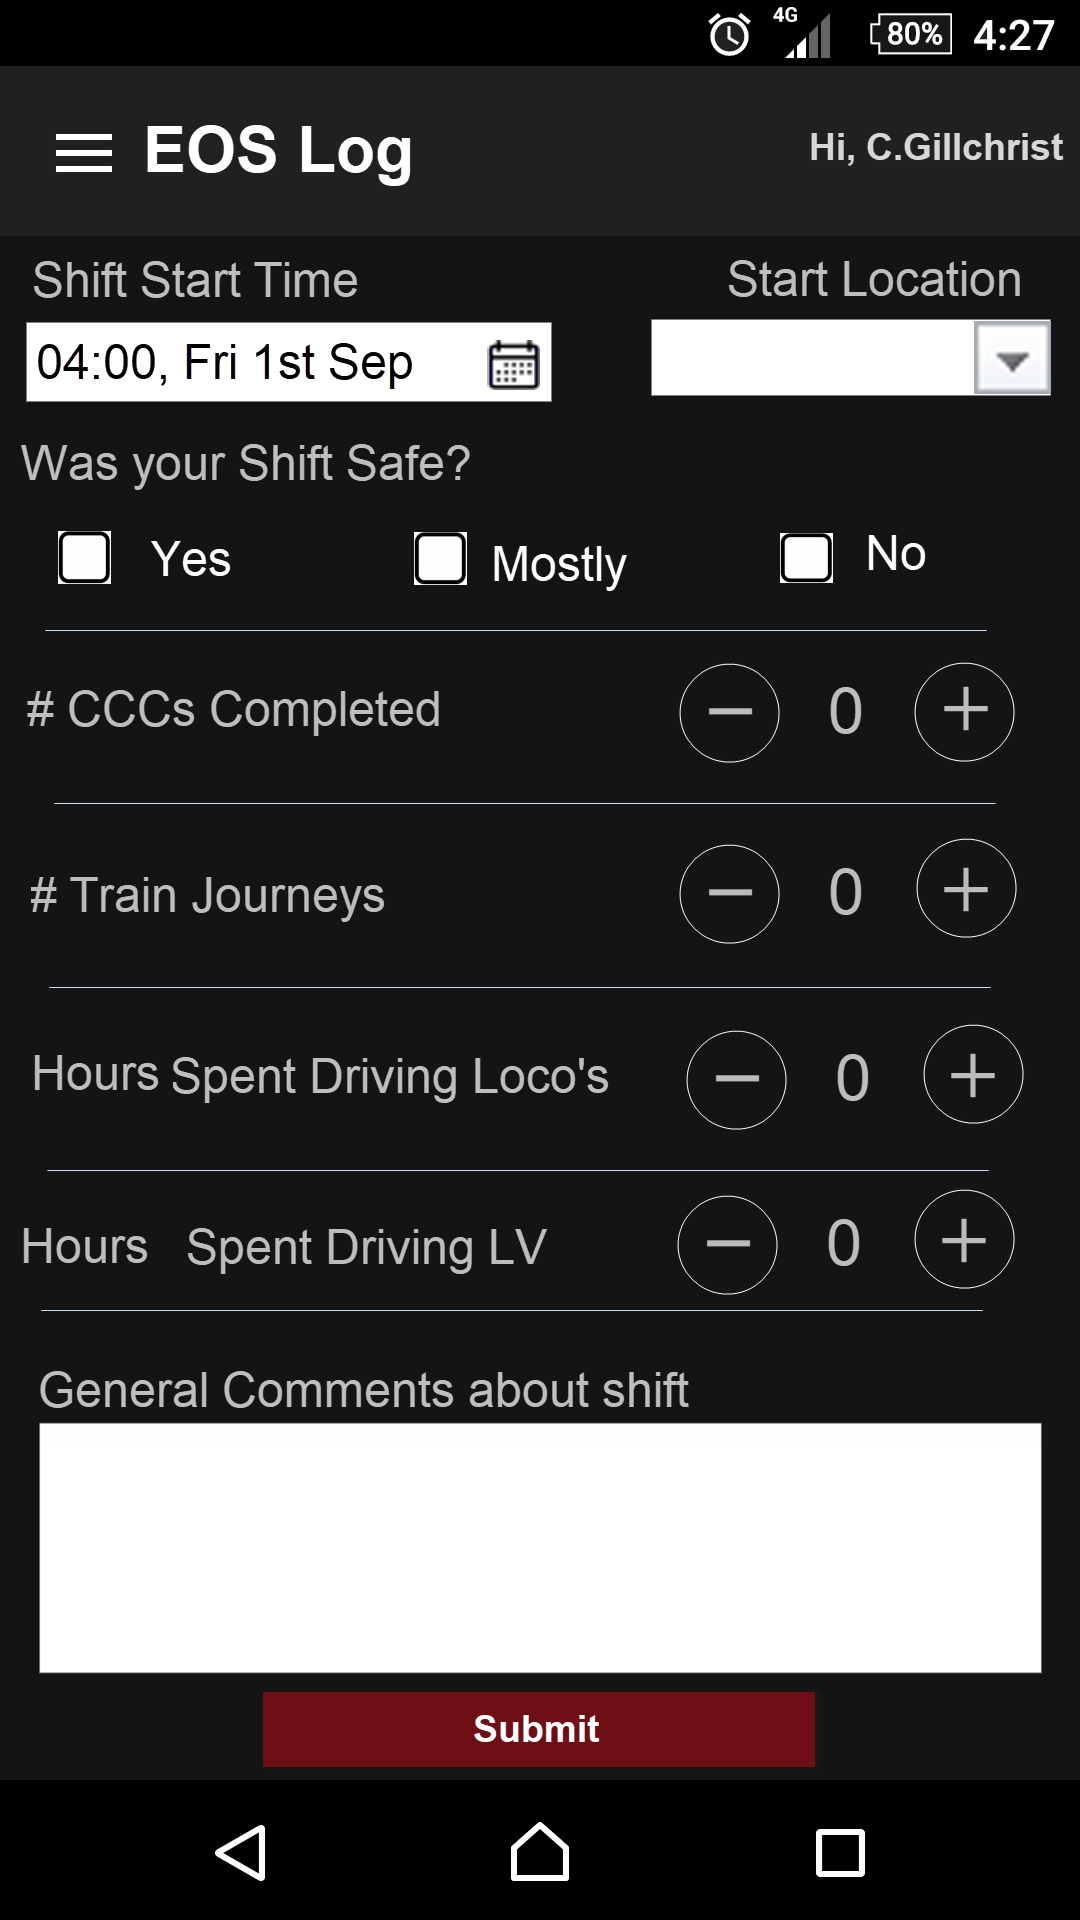 4G 80% 4:27
EOS Log
Hi, C.Gillchrist
Shift Start Time
Start Location
04:00, Fri 1st Sep
Was your Shift Safe?
Yes
Mostly
No
# CCCs Completed
0
# Train Journeys
0
Hours Spent Driving Loco's
0
Hours Spent Driving LV
0
General Comments about shift
Submit